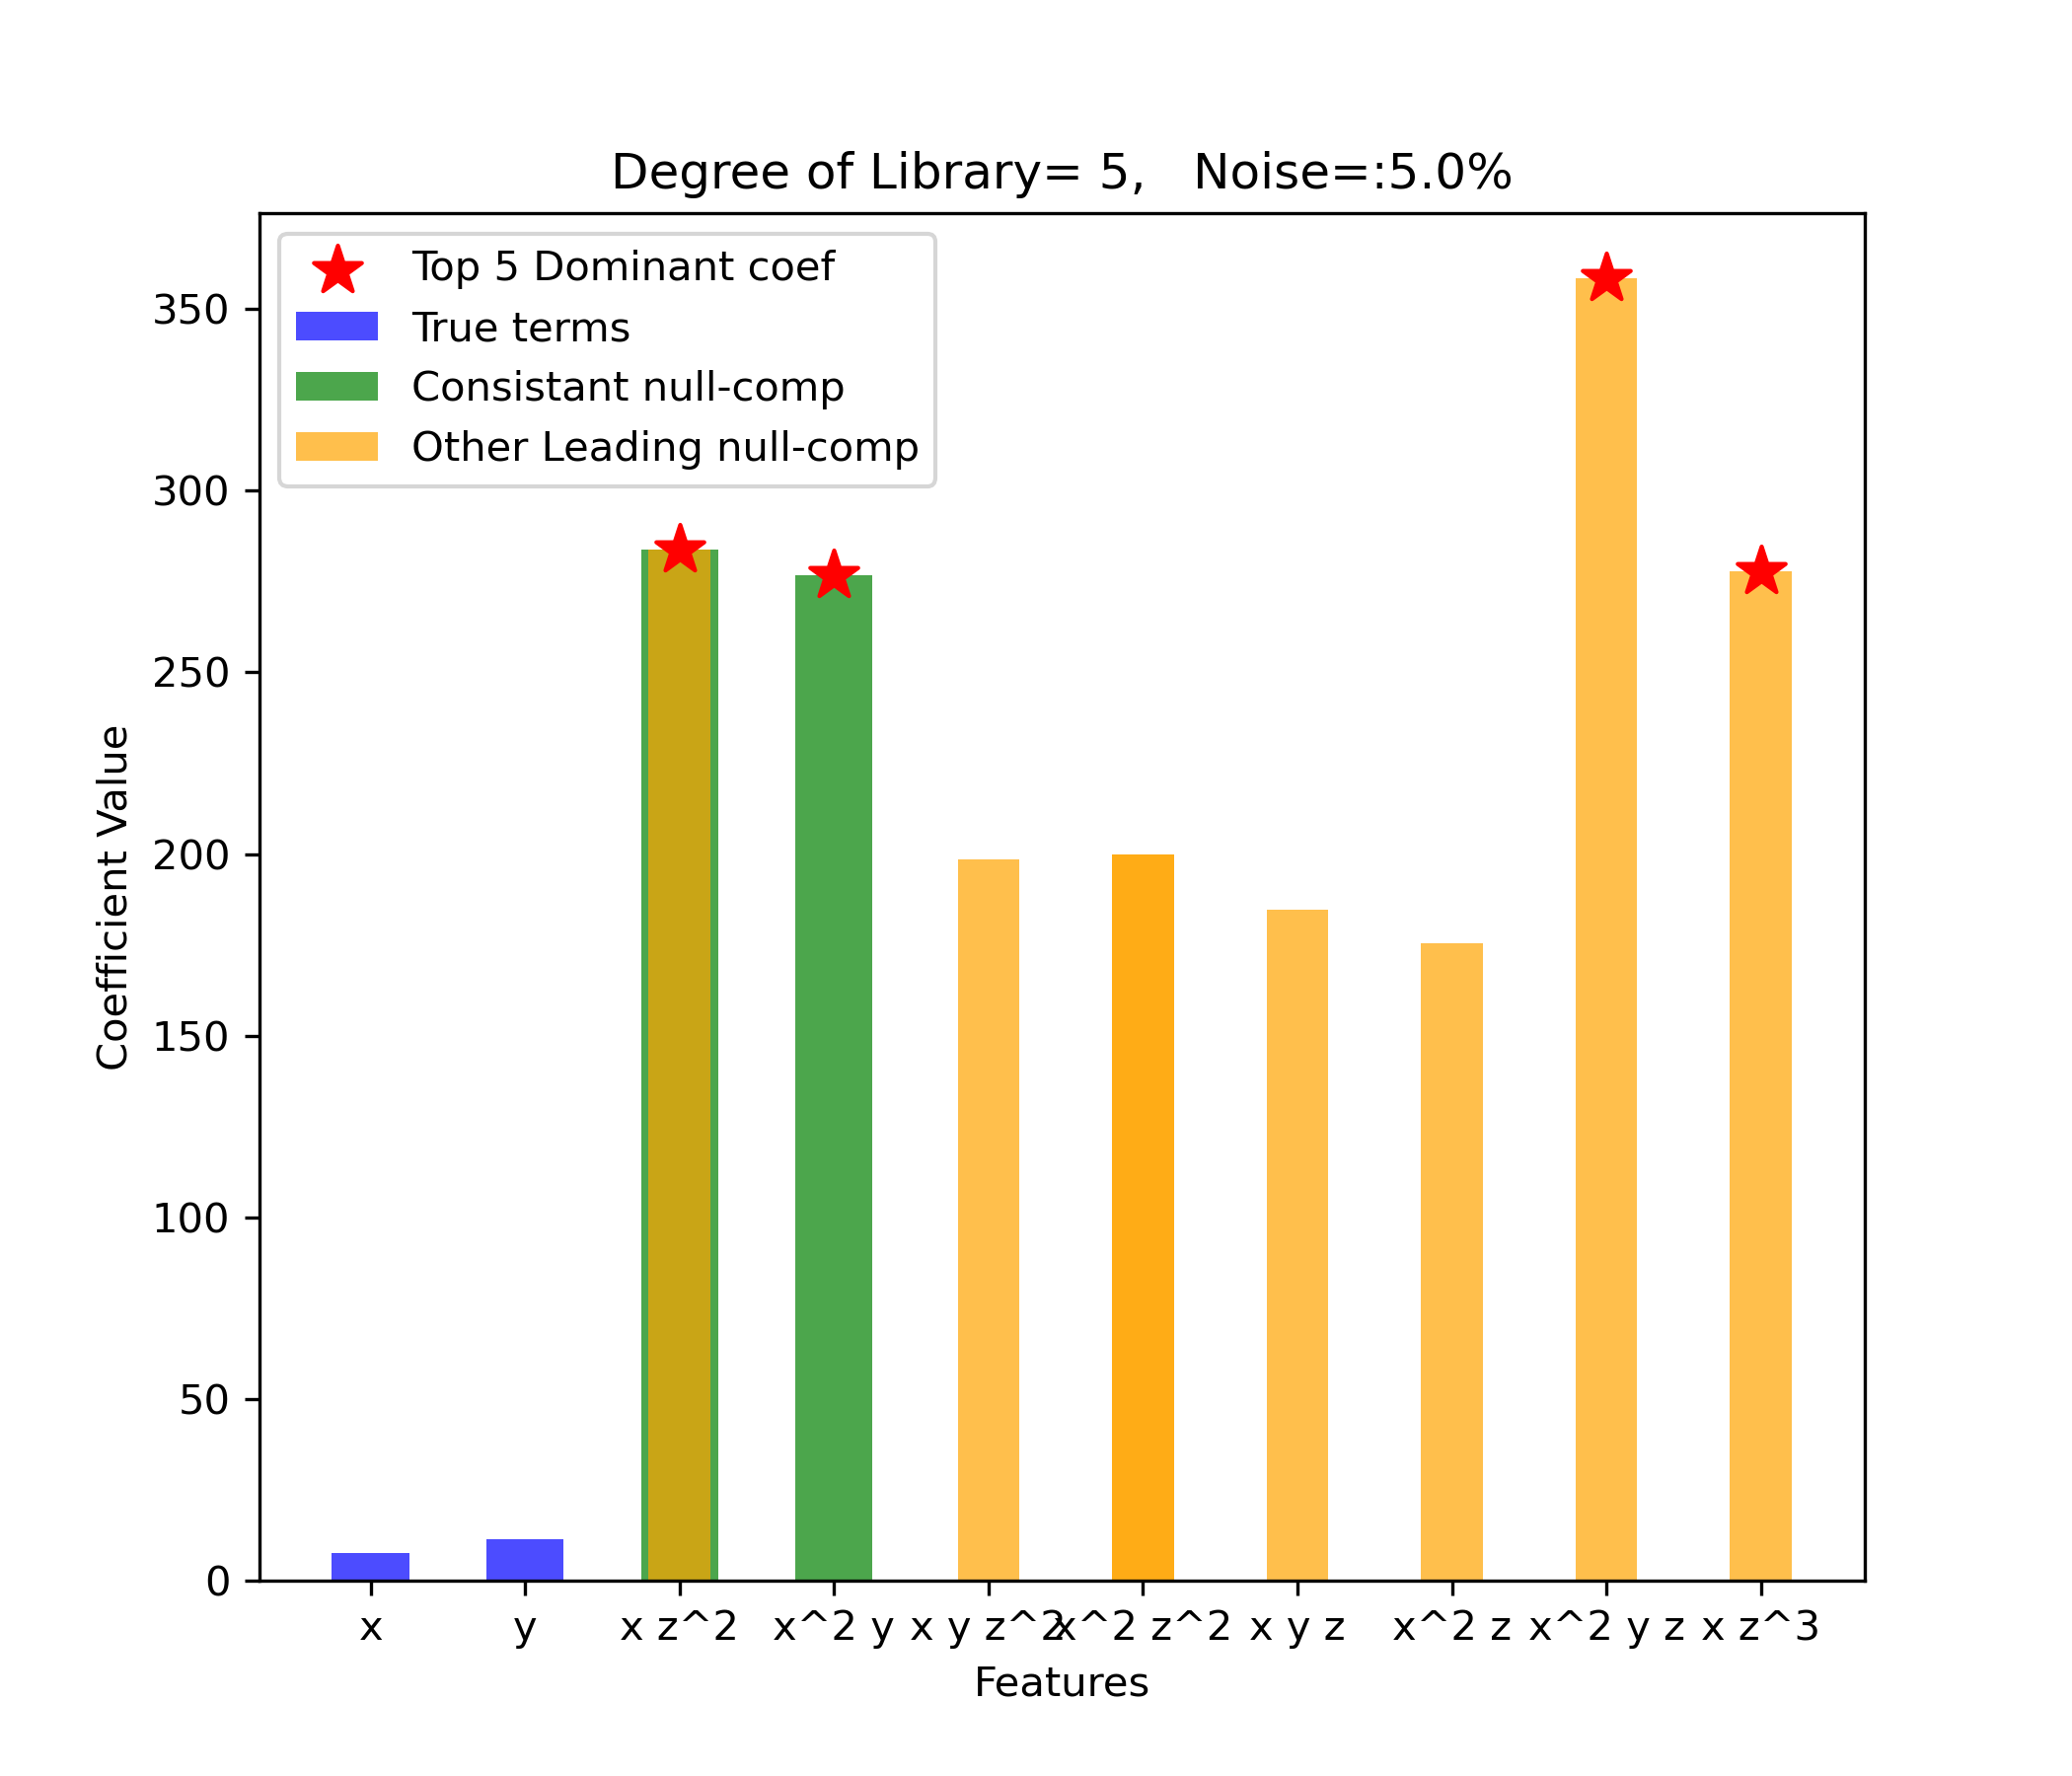 Degree of Library= 5,   Noise=:5.0%
Top 5 Dominant coef
True terms
Consistant null-comp
Other Leading null-comp
Coefficient Value
350
300
250
200
150
100
50
0
x y x z^2 x^2 y x y z^2 x^2 z^2 x y z x^2 z x^2 y z x z^3
Features